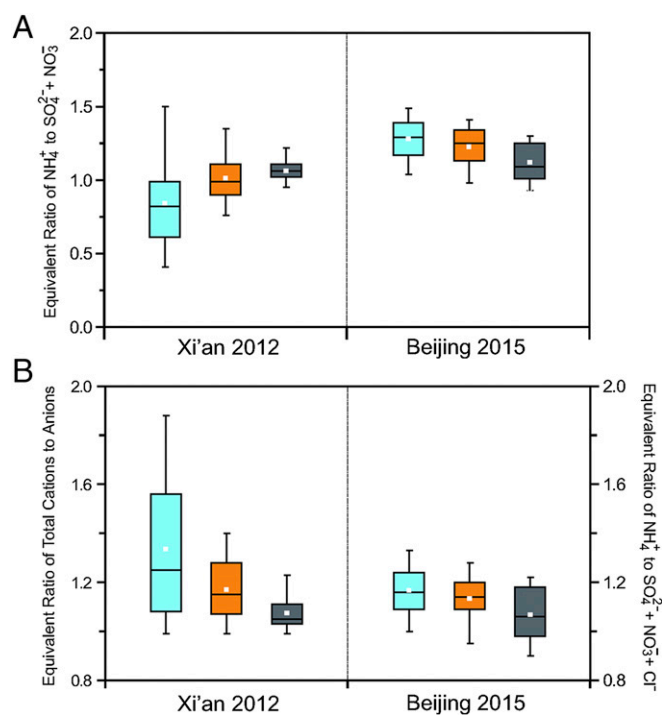 A
Equivalent Ratio of NH₄⁺ to SO₄²⁻ + NO₃⁻
2.0
1.5
1.0
0.5
0.0
Xi'an 2012
Beijing 2015
B
Equivalent Ratio of Total Cations to Anions
2.0
1.6
1.2
0.8
Xi'an 2012
Beijing 2015
2.0
1.6
1.2
0.8
Equivalent Ratio of NH₄⁺
to SO₄²⁻ + NO₃⁻ + Cl⁻